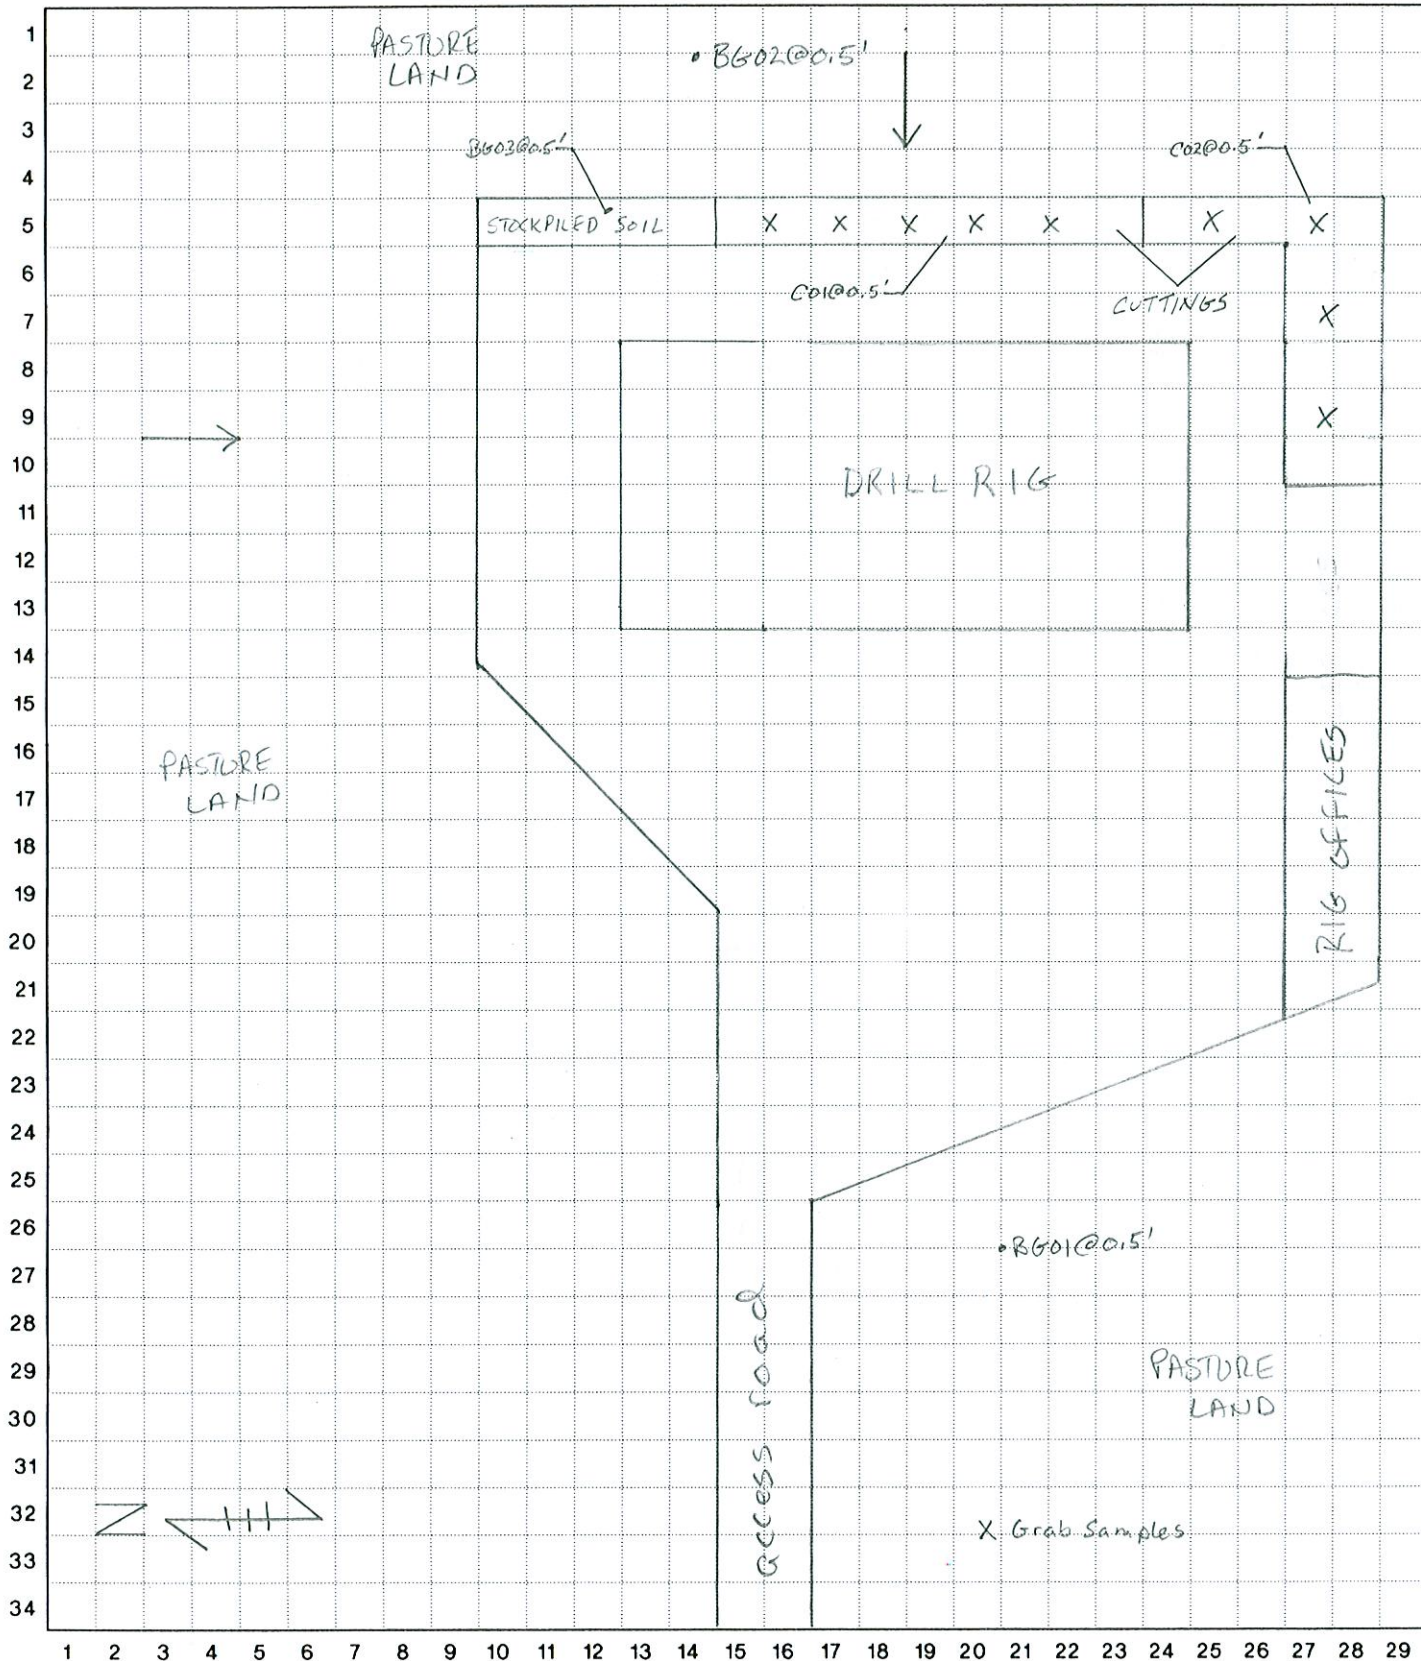 1
2
3
4
5
6
7
8
9
10
11
12
13
14
15
16
17
18
19
20
21
22
23
24
25
26
27
28
29
30
31
32
33
34
PASTURE
LAND
BG02@0.5'
BG03@0.5'
C02@0.5'
STOCKPILED SOIL X X X X X X X
C01@0.5'
CUTTINGS
X
X
DRILL RIG
PASTURE
LAND
RIG OFFICES
BG01@0.5'
access road
PASTURE
LAND
N
X Grab Samples
1 2 3 4 5 6 7 8 9 10 11 12 13 14 15 16 17 18 19 20 21 22 23 24 25 26 27 28 29